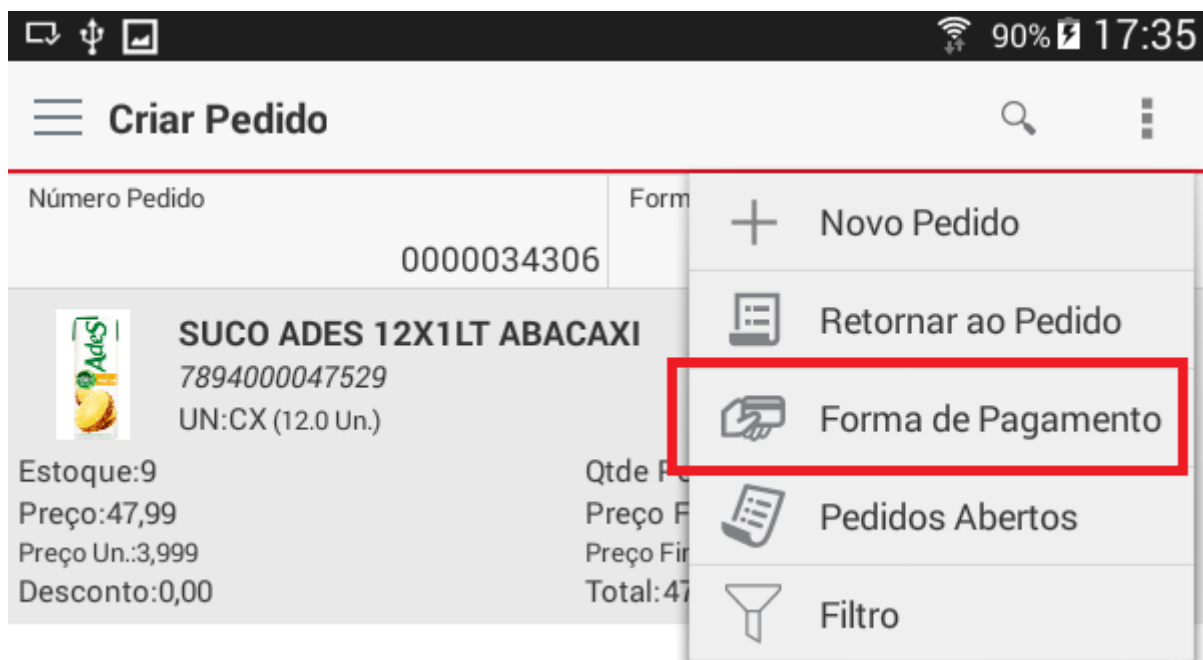 90% 17:35
Criar Pedido
Número Pedido
Form
0000034306
Novo Pedido
Retornar ao Pedido
Forma de Pagamento
Pedidos Abertos
Filtro
AdeS
SUCO ADES 12X1LT ABACAXI
7894000047529
UN:CX (12.0 Un.)
Estoque:9
Qtde
Preço:47,99
Preço F
Preço Un.:3,999
Preço Fin
Desconto:0,00
Total:47